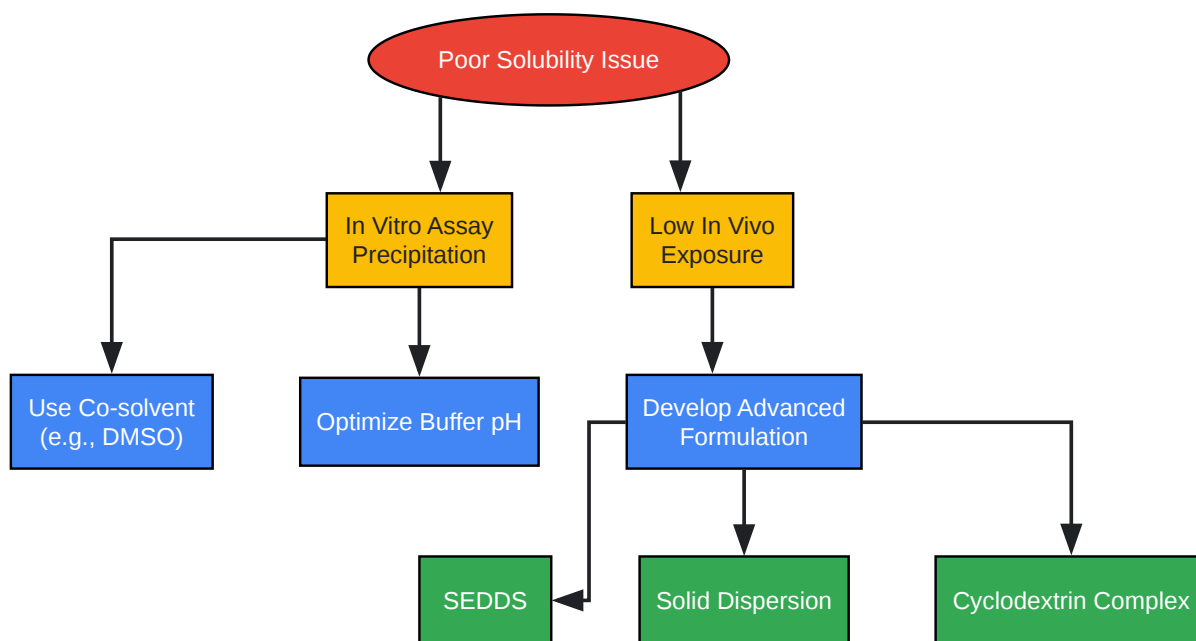 Poor Solubility Issue
In Vitro Assay
Precipitation
Low In Vivo
Exposure
Use Co-solvent
(e.g., DMSO)
Optimize Buffer pH
Develop Advanced
Formulation
SEDDS
Solid Dispersion
Cyclodextrin Complex